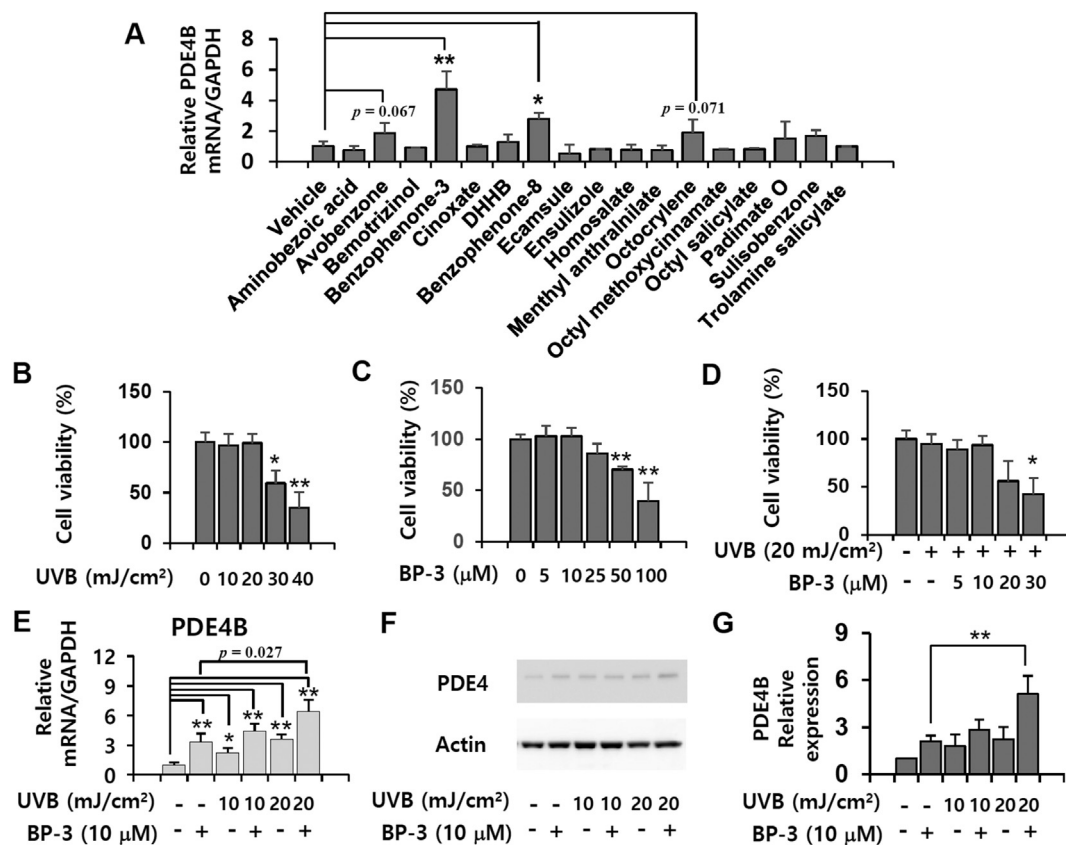 A
Relative PDE4B
mRNA/GAPDH
8
6
4
2
0
**
*
p = 0.067
p = 0.071
Vehicle
Aminobezoic acid
Avobenzone
Bemotrizinol
Benzophenone-3
Cinoxate
DHHB
Benzophenone-8
Ecamsule
Ensulizole
Homosalate
Menthyl anthralnilate
Octocrylene
Octyl methoxycinnamate
Octyl salicylate
Padimate O
Sulisobenzone
Trolamine salicylate
B
Cell viability (%)
150
100
50
0
*
**
UVB (mJ/cm²)
0 10 20 30 40
C
Cell viability (%)
150
100
50
0
**
**
BP-3 (μM)
0 5 10 25 50 100
D
Cell viability (%)
150
100
50
0
*
UVB (20 mJ/cm²) - + + + + +
BP-3 (μM) - - 5 10 20 30
E
PDE4B
Relative
mRNA/GAPDH
12
9
6
3
0
p = 0.027
** * ** ** **
UVB (mJ/cm²) - - 10 10 20 20
BP-3 (10 μM) - + - + - +
F
PDE4
Actin
UVB (mJ/cm²) - - 10 10 20 20
BP-3 (10 μM) - + - + - +
G
PDE4B
Relative
expression
9
6
3
0
**
UVB (mJ/cm²) - - 10 10 20 20
BP-3 (10 μM) - + - + - +